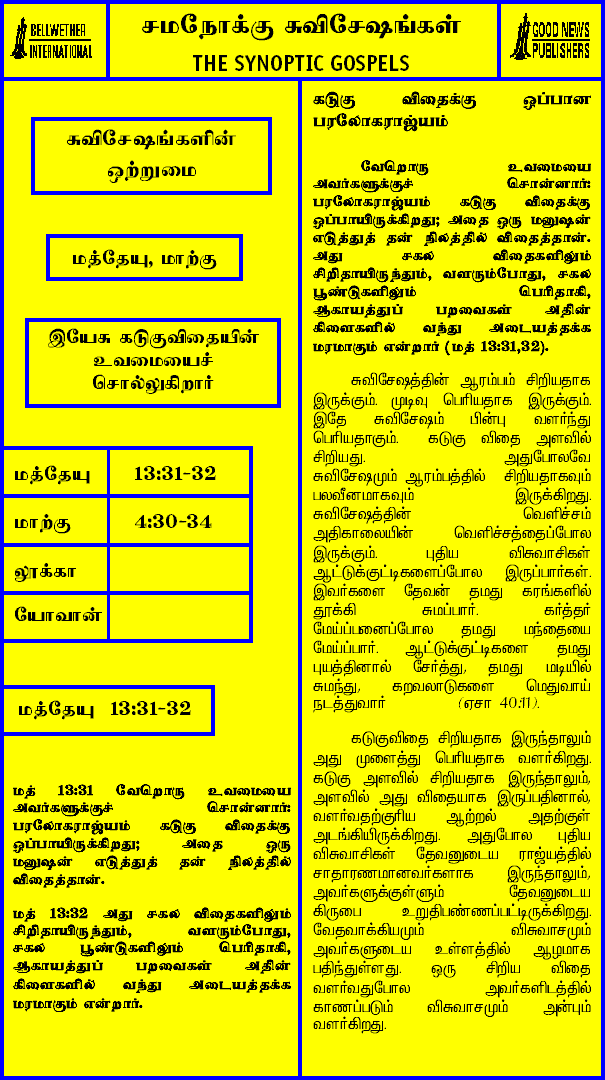 BELLWETHER
INTERNATIONAL
சமநோக்கு சுவிசேஷங்கள்
THE SYNOPTIC GOSPELS
GOOD NEWS
PUBLISHERS
சுவிசேஷங்களின்
ஒற்றுமை
மத்தேயு, மாற்கு
இயேசு கடுகுவிதையின்
உவமையைச்
சொல்லுகிறார்
மத்தேயு 13:31-32
மாற்கு 4:30-34
லூக்கா
யோவான்
மத்தேயு 13:31-32
மத் 13:31 வேறொரு உவமையை
அவர்களுக்குச் சொன்னார்:
பரலோகராஜ்யம் கடுகு விதைக்கு
ஒப்பாயிருக்கிறது; அதை ஒரு
மனுஷன் எடுத்துத் தன் நிலத்தில்
விதைத்தான்.
மத் 13:32 அது சகல விதைகளிலும்
சிறிதாயிருந்தும், வளரும்போது,
சகல பூண்டுகளிலும் பெரிதாகி,
ஆகாயத்துப் பறவைகள் அதின்
கிளைகளில் வந்து அடையத்தக்க
மரமாகும் என்றார்.
கடுகு விதைக்கு ஒப்பான
பரலோகராஜ்யம்
வேறொரு உவமையை
அவர்களுக்குச் சொன்னார்:
பரலோகராஜ்யம் கடுகு விதைக்கு
ஒப்பாயிருக்கிறது; அதை ஒரு மனுஷன்
எடுத்துத் தன் நிலத்தில் விதைத்தான்.
அது சகல விதைகளிலும்
சிறிதாயிருந்தும், வளரும்போது, சகல
பூண்டுகளிலும் பெரிதாகி,
ஆகாயத்துப் பறவைகள் அதின்
கிளைகளில் வந்து அடையத்தக்க
மரமாகும் என்றார் (மத் 13:31,32).
சுவிசேஷத்தின் ஆரம்பம் சிறியதாக
இருக்கும். முடிவு பெரியதாக இருக்கும்.
இதே சுவிசேஷம் பின்பு வளர்ந்து
பெரியதாகும். கடுகு விதை அளவில்
சிறியது. அதுபோலவே
சுவிசேஷமும் ஆரம்பத்தில் சிறியதாகவும்
பலவீனமாகவும் இருக்கிறது.
சுவிசேஷத்தின் வெளிச்சம்
அதிகாலையின் வெளிச்சத்தைப்போல
இருக்கும். புதிய விசுவாசிகள்
ஆட்டுக்குட்டிகளைப்போல இருப்பார்கள்.
இவர்களை தேவன் தமது கரங்களில்
தூக்கி சுமப்பார். கர்த்தர்
மேய்ப்பனைப்போல தமது மந்தையை
மேய்ப்பார். ஆட்டுக்குட்டிகளை தமது
புயத்தினால் சேர்த்து, தமது மடியில்
சுமந்து, கறவலாடுகளை மெதுவாய்
நடத்துவார் (ஏசா 40:11).
கடுகுவிதை சிறியதாக இருந்தாலும்
அது முளைத்து பெரியதாக வளர்கிறது.
கடுகு அளவில் சிறியதாக இருந்தாலும்,
அளவில் அது விதையாக இருப்பதினால்,
வளர்வதற்குரிய ஆற்றல் அதற்குள்
அடங்கியிருக்கிறது. அதுபோல புதிய
விசுவாசிகள் தேவனுடைய ராஜ்யத்தில்
சாதாரணமானவர்களாக இருந்தாலும்,
அவர்களுக்குள்ளும் தேவனுடைய
கிருபை உறுதிபண்ணப்பட்டிருக்கிறது.
வேதவாக்கியமும் விசுவாசமும்
அவர்களுடைய உள்ளத்தில் ஆழமாக
பதிந்துள்ளது. ஒரு சிறிய விதை
வளர்வதுபோல அவர்களிடத்தில்
காணப்படும் விசுவாசமும் அன்பும்
வளர்கிறது.